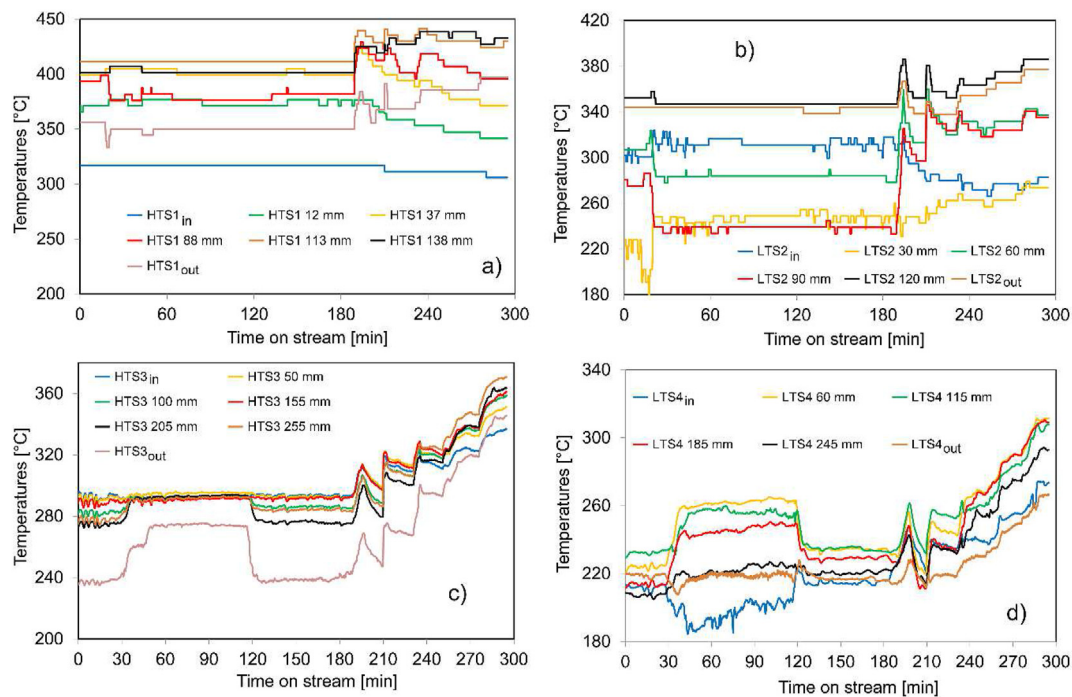 450
400
350
300
250
200
Temperatures [°C]
HTS1in HTS1 12 mm HTS1 37 mm
HTS1 88 mm HTS1 113 mm HTS1 138 mm
HTS1out
a)
0 60 120 180 240 300
Time on stream [min]
420
380
340
300
260
220
180
Temperatures [°C]
b)
LTS2in LTS2 30 mm LTS2 60 mm
LTS2 90 mm LTS2 120 mm LTS2out
0 60 120 180 240 300
Time on stream [min]
360
320
280
240
200
Temperatures [°C]
HTS3in HTS3 50 mm
HTS3 100 mm HTS3 155 mm
HTS3 205 mm HTS3 255 mm
HTS3out
c)
0 30 60 90 120 150 180 210 240 270 300
Time on stream [min]
340
300
260
220
180
Temperatures [°C]
LTS4in LTS4 60 mm LTS4 115 mm
LTS4 185 mm LTS4 245 mm LTS4out
d)
0 30 60 90 120 150 180 210 240 270 300
Time on stream [min]